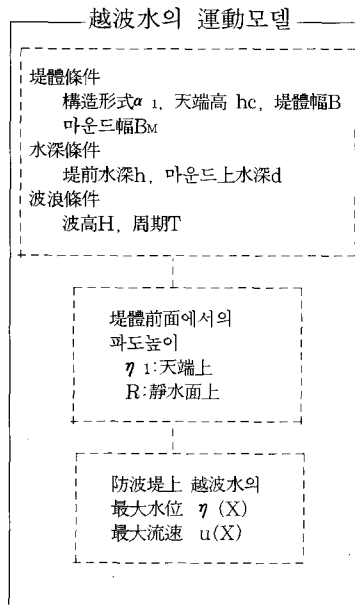 越波水의 運動모델
堤體條件
構造形式α 1, 天端高 hc, 堤體幅B
마운드幅BM
水深條件
堤前水深h, 마운드上水深d
波浪條件
波高H, 周期T
堤體前面에서의
파도높이
η 1:天端上
R:靜水面上
防波堤上 越波水의
最大水位 η (X)
最大流速 u(X)